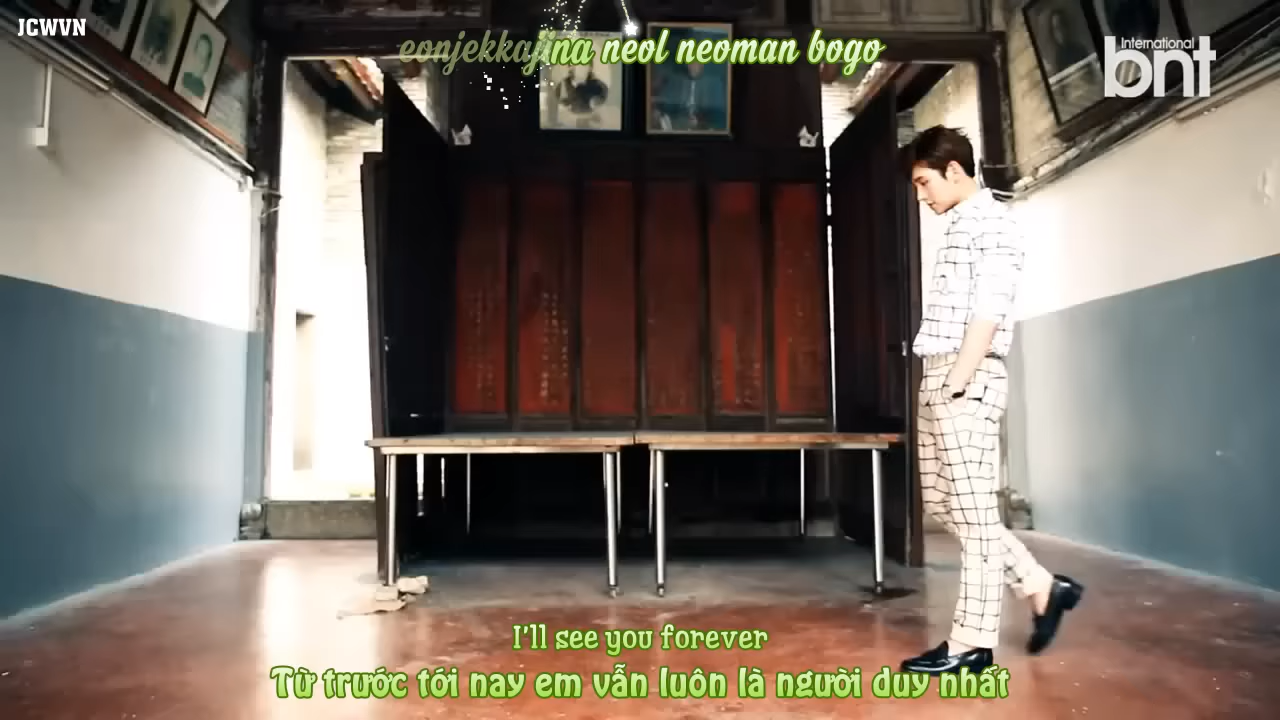 JCWVN
eonjekkajina neol neoman bogo
International
bnt
I'll see you forever
Từ trước tới nay em vẫn luôn là người duy nhất